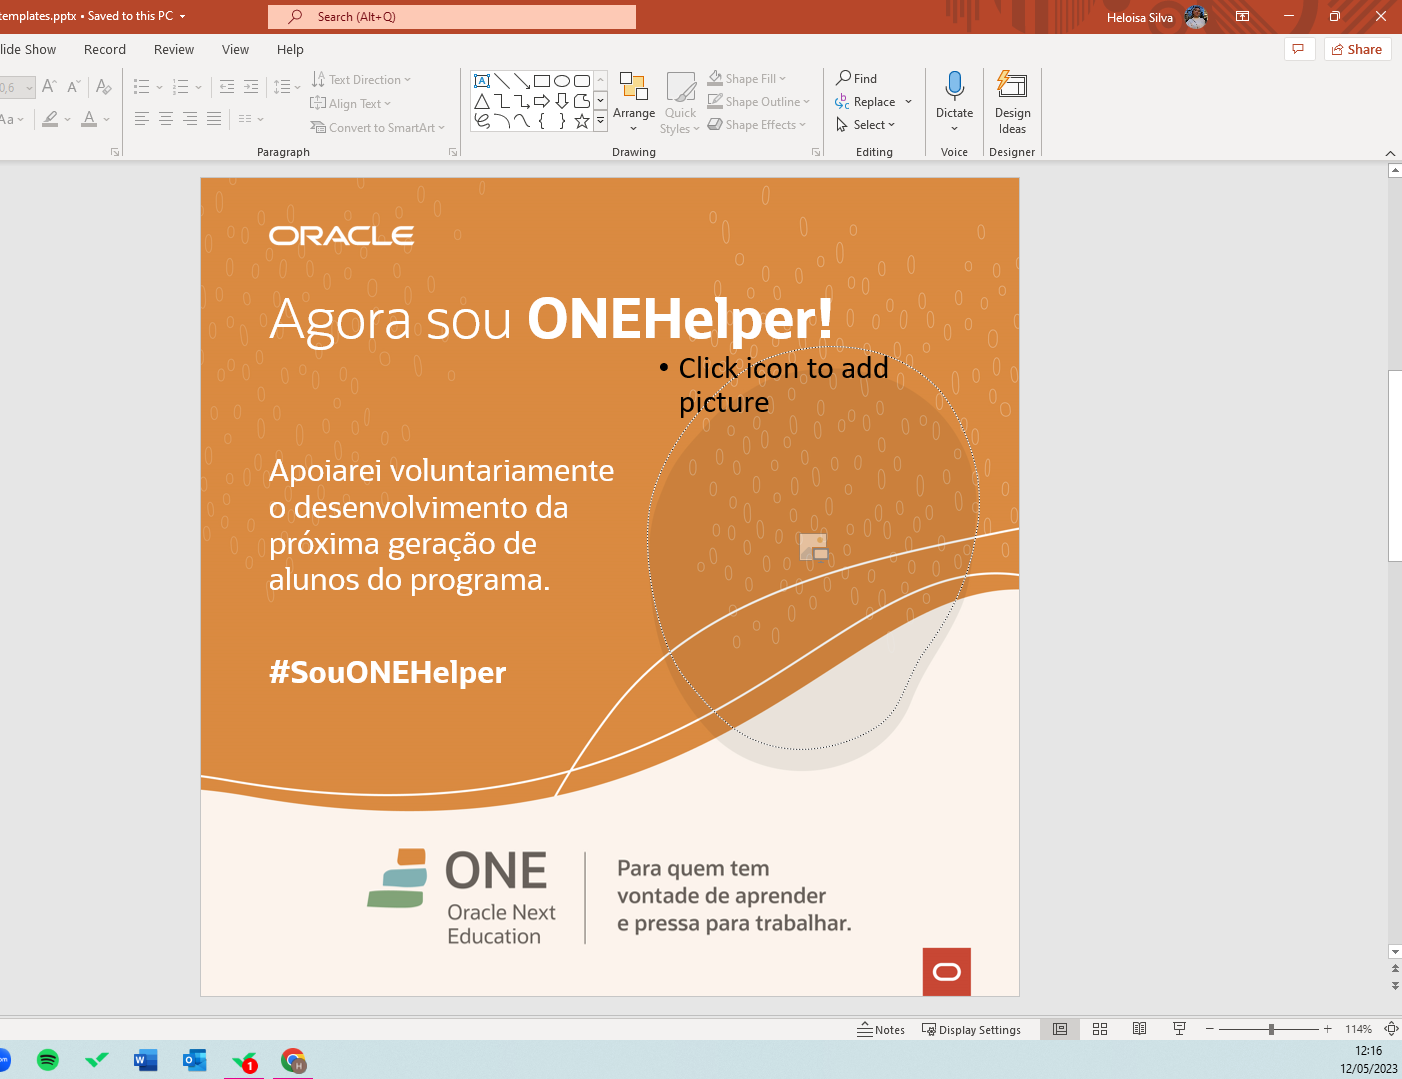 templates.pptx • Saved to this PC
Search (Alt+Q)
Heloisa Silva
lide Show Record Review View Help
Share
0,6
Aa
Text Direction
Align Text
Convert to SmartArt
Paragraph
Arrange
Quick
Styles
Shape Fill
Shape Outline
Shape Effects
Drawing
Find
Replace
Select
Editing
Dictate
Voice
Design
Ideas
Designer
ORACLE
Agora sou ONEHelper!
• Click icon to add
picture
Apoiarei voluntariamente
o desenvolvimento da
próxima geração de
alunos do programa.
#SouONEHelper
ONE
Oracle Next
Education
Para quem tem
vontade de aprender
e pressa para trabalhar.
Notes
Display Settings
114%
1
H
12:16
12/05/2023